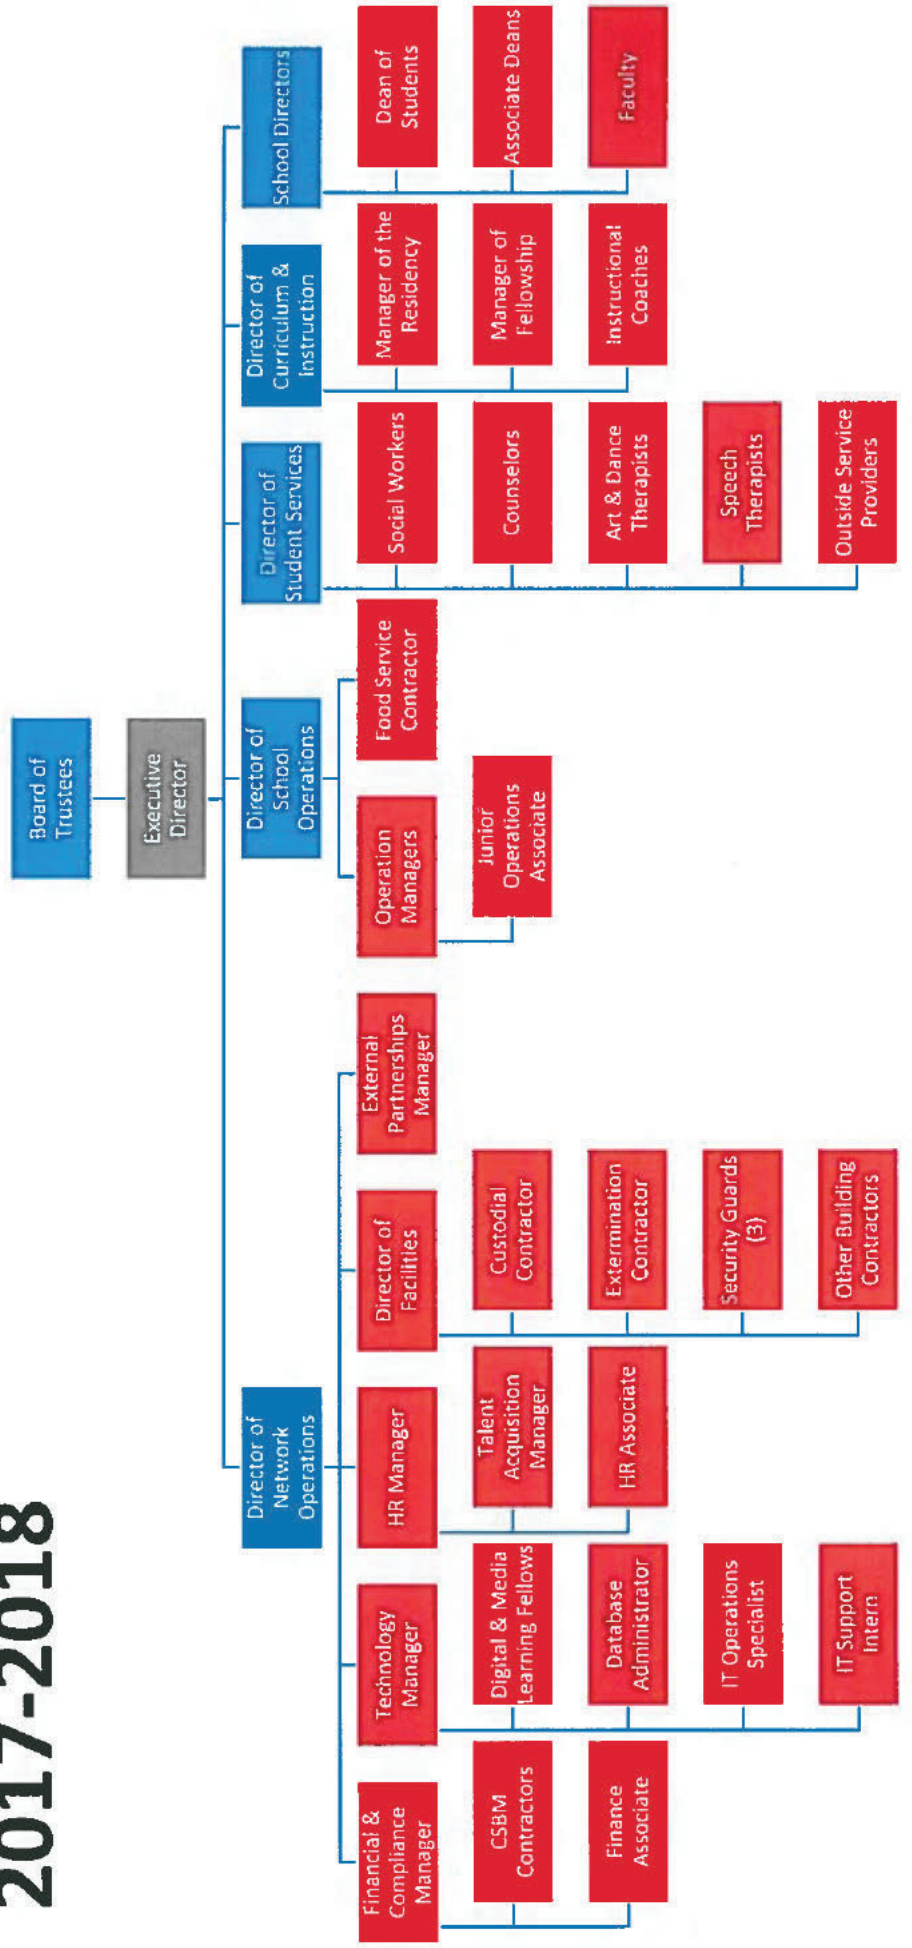 2017-2018
Board of
Trustees
Executive
Director
Director of
Network
Operations
Director of
School
Operations
Director of
Student Services
Director of
Curriculum &
Instruction
School Directors
Financial &
Compliance
Manager
CSBM
Contractors
Finance
Associate
Technology
Manager
Digital & Media
Learning Fellows
Database
Administrator
IT Operations
Specialist
IT Support
Intern
HR Manager
Talent
Acquisition
Manager
HR Associate
Director of
Facilities
Custodial
Contractor
Extermination
Contractor
Security Guards
(3)
Other Building
Contractors
External
Partnerships
Manager
Operation
Managers
Junior
Operations
Associate
Food Service
Contractor
Social Workers
Counselors
Art & Dance
Therapists
Speech
Therapists
Outside Service
Providers
Manager of the
Residency
Manager of
Fellowship
Instructional
Coaches
Dean of
Students
Associate Deans
Faculty